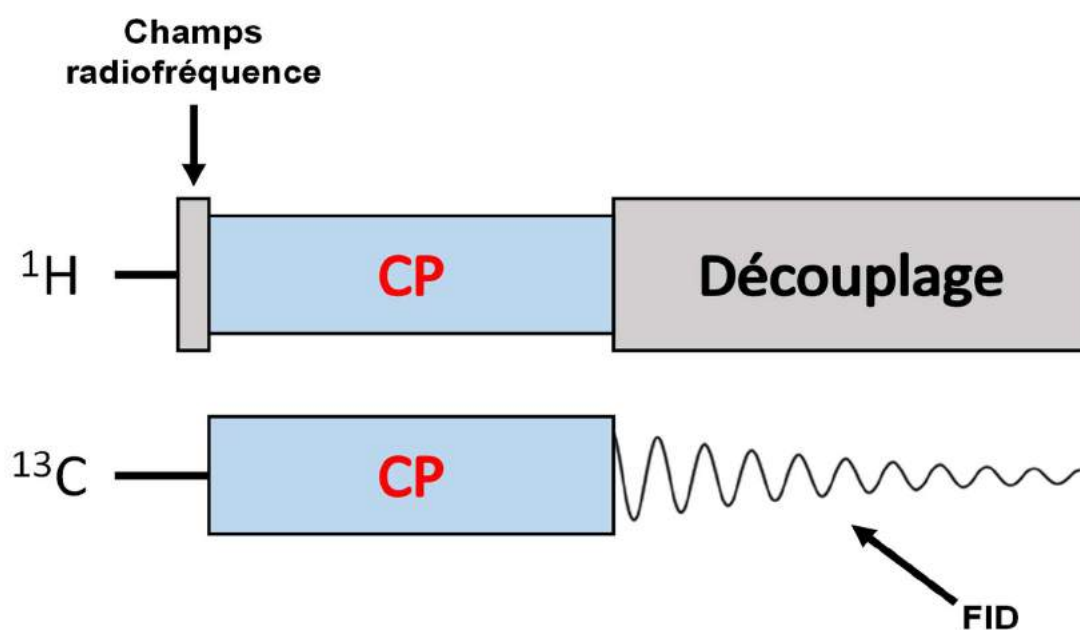 Champs
radiofréquence
¹H
CP
Découplage
¹³C
CP
FID